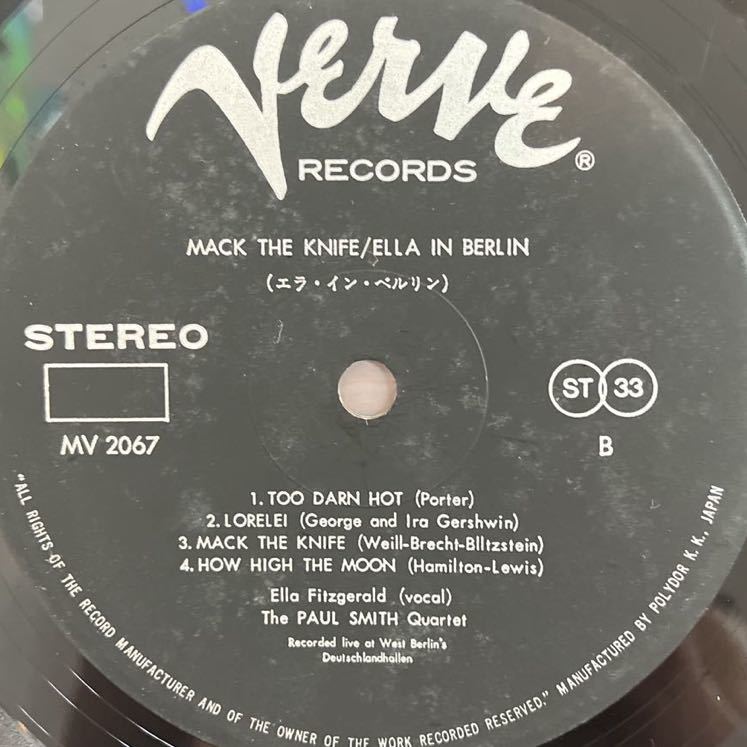 Verve®
RECORDS
MACK THE KNIFE/ELLA IN BERLIN
(エラ・イン・ベルリン)
STEREO
MV 2067
ST 33
B
1. TOO DARN HOT (Porter)
2. LORELEI (George and Ira Gershwin)
3. MACK THE KNIFE (Weill-Brecht-Blltzstein)
4. HOW HIGH THE MOON (Hamilton-Lewis)
Ella Fitzgerald (vocal)
The PAUL SMITH Quartet
Recorded live at West Berlin's
Deutschlandhallen
"ALL RIGHTS OF THE RECORD MANUFACTURER AND OF THE OWNER OF THE WORK RECORDED RESERVED." MANUFACTURED BY POLYDOR K. K., JAPAN